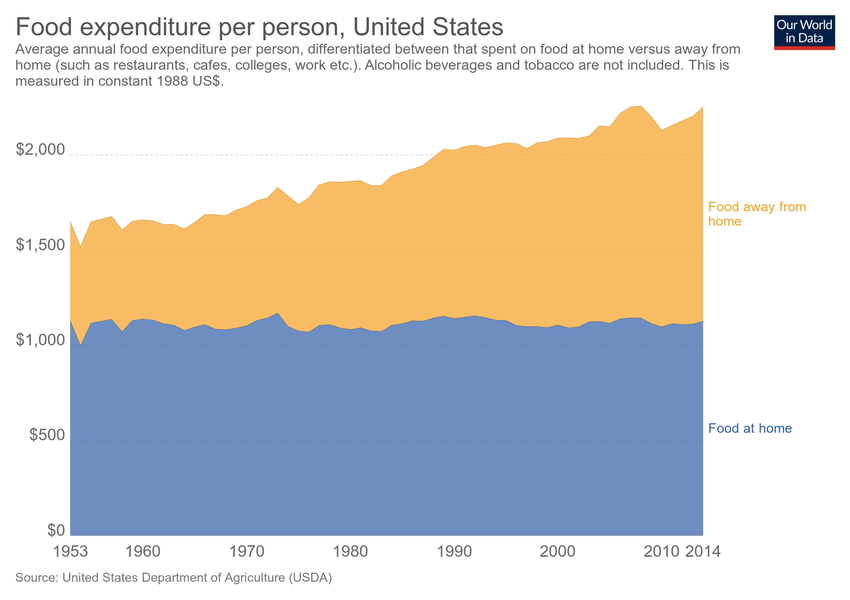 Food expenditure per person, United States
Our World
in Data
Average annual food expenditure per person, differentiated between that spent on food at home versus away from
home (such as restaurants, cafes, colleges, work etc.). Alcoholic beverages and tobacco are not included. This is
measured in constant 1988 US$.
$2,000
$1,500
$1,000
$500
$0
Food away from
home
Food at home
1953 1960 1970 1980 1990 2000 2010 2014
Source: United States Department of Agriculture (USDA)